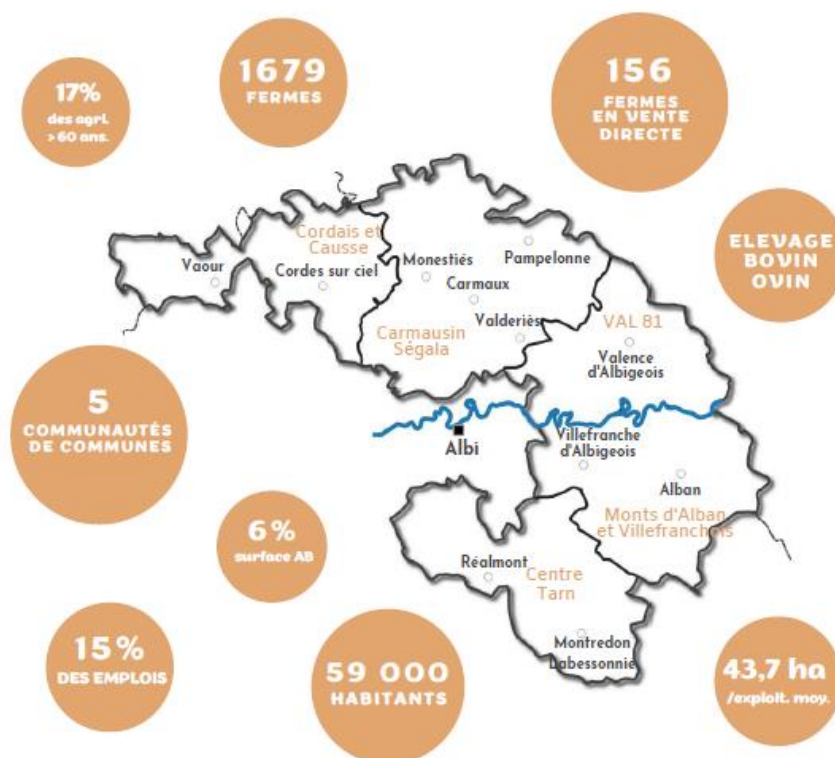 1679
FERMES
156
FERMES
EN VENTE
DIRECTE
17%
des agri.
> 60 ans.
ELEVAGE
BOVIN
OVIN
Cordais et
Causse
Vaour
Cordes sur ciel
Monestiés
Pampelonne
Carmaux
Valderiès
Carmausin
Ségala
VAL 81
Valence
d'Albigeois
5
COMMUNAUTÉS
DE COMMUNES
Albi
Villefranche
d'Albigeois
Alban
Monts d'Alban
et Villefranchois
6%
surface AB
Réalmont
Centre
Tarn
Montredon
Labessonnié
15%
DES EMPLOIS
59 000
HABITANTS
43,7 ha
/exploit. moy.